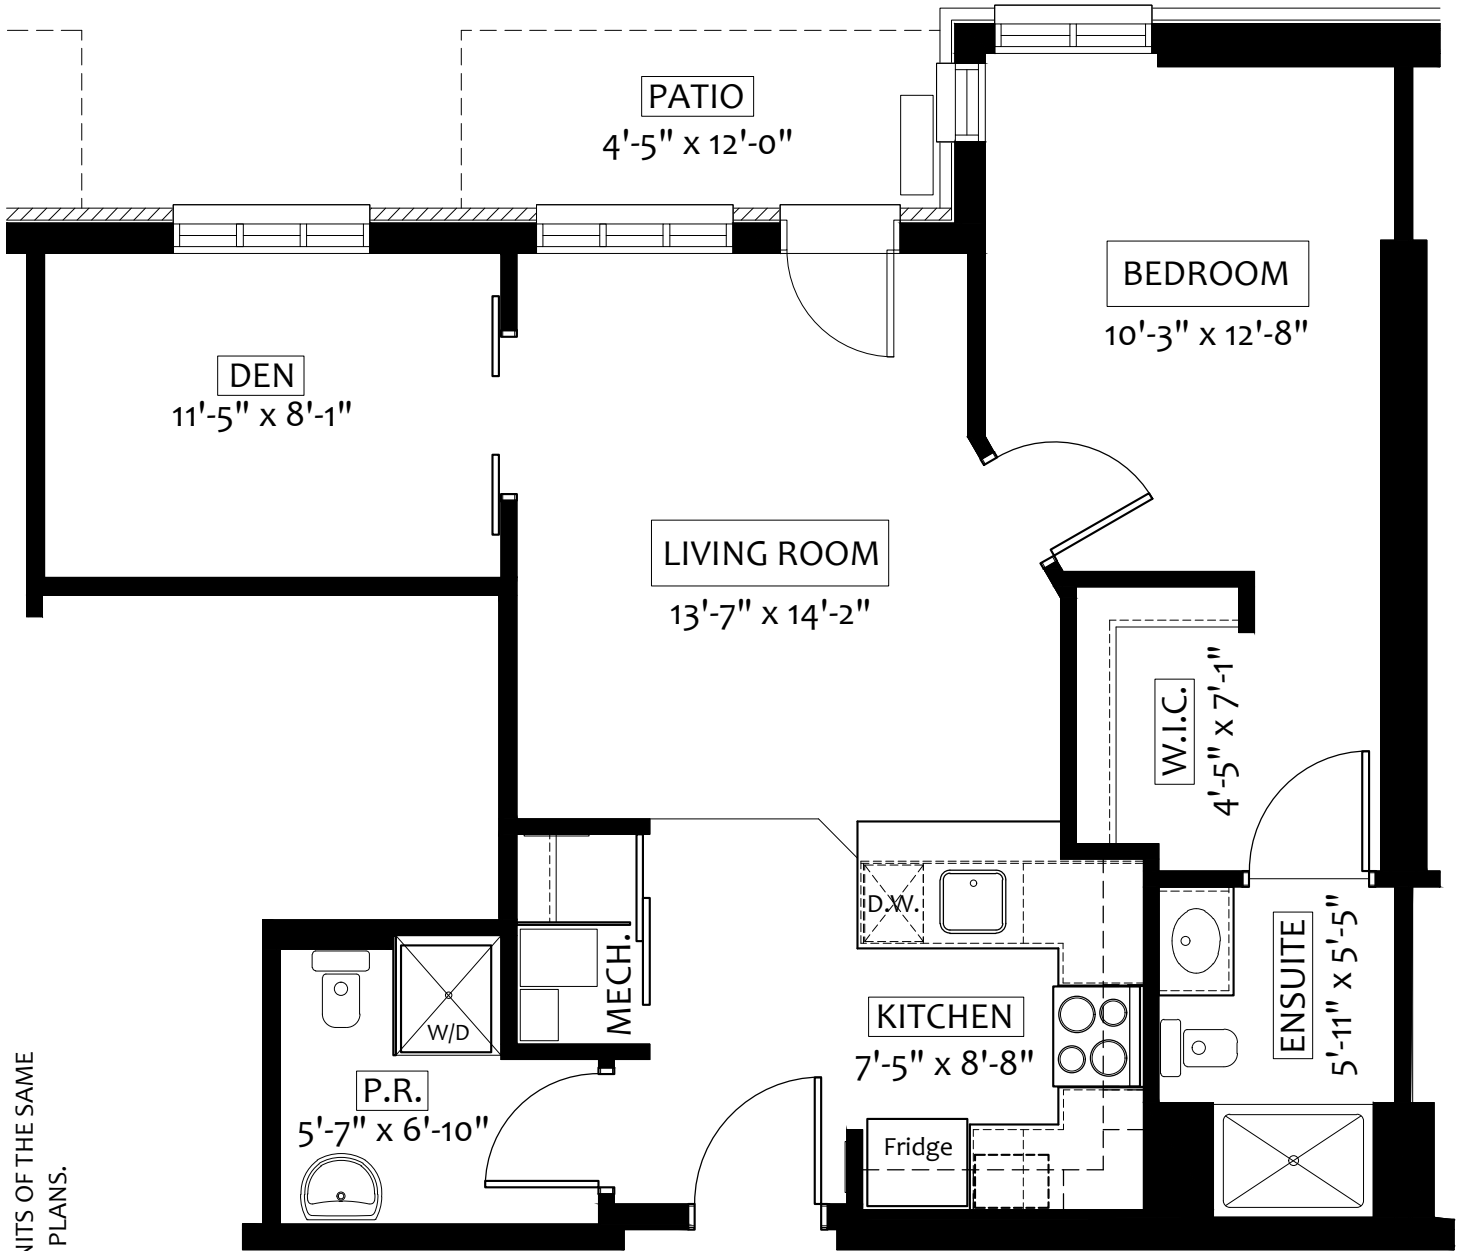 PATIO
4'-5" x 12'-0"
BEDROOM
10'-3" x 12'-8"
DEN
11'-5" x 8'-1"
LIVING ROOM
13'-7" x 14'-2"
W.I.C.
4'-5" x 7'-1"
D.W.
MECH.
KITCHEN
7'-5" x 8'-8"
ENSUITE
5'-11" x 5'-5"
W/D
P.R.
5'-7" x 6'-10"
Fridge
OF THE SAME
PLANS.